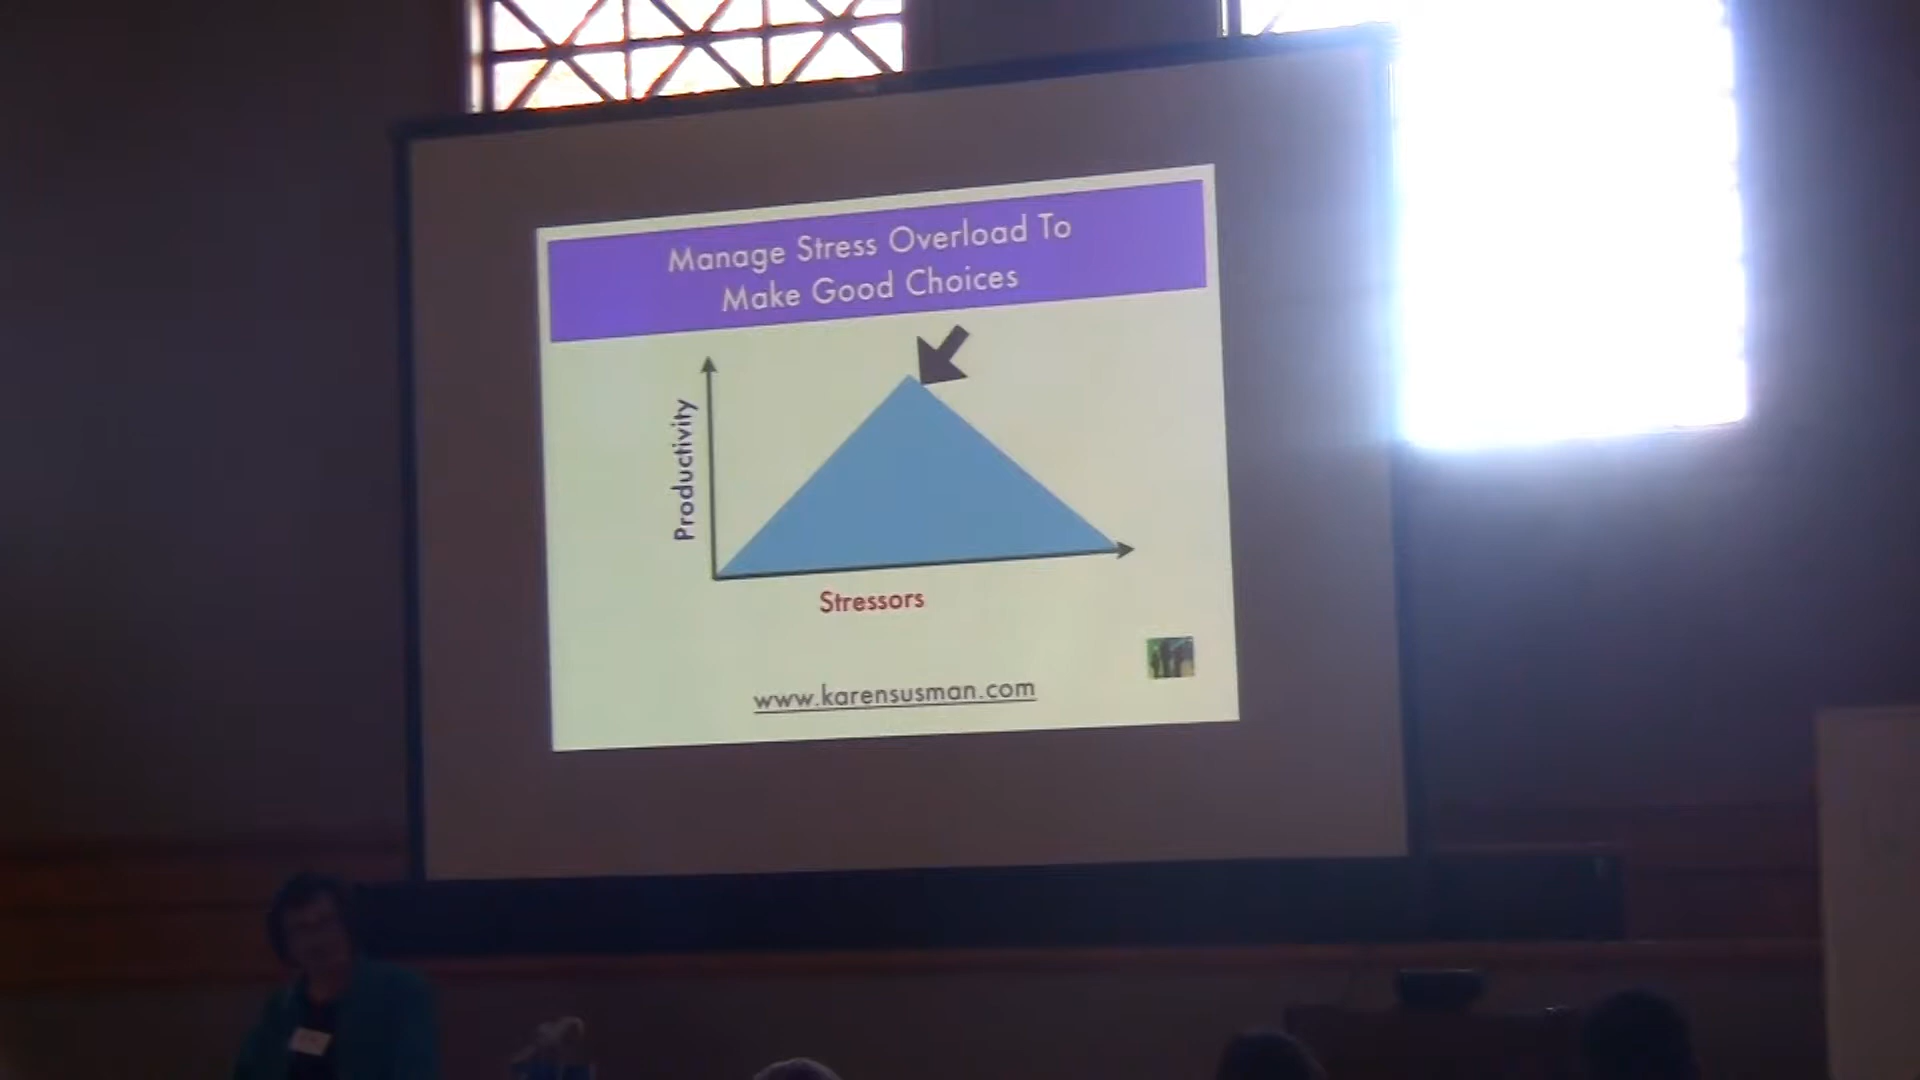 Manage Stress Overload To
Make Good Choices
Productivity
Stressors
www.karensusman.com